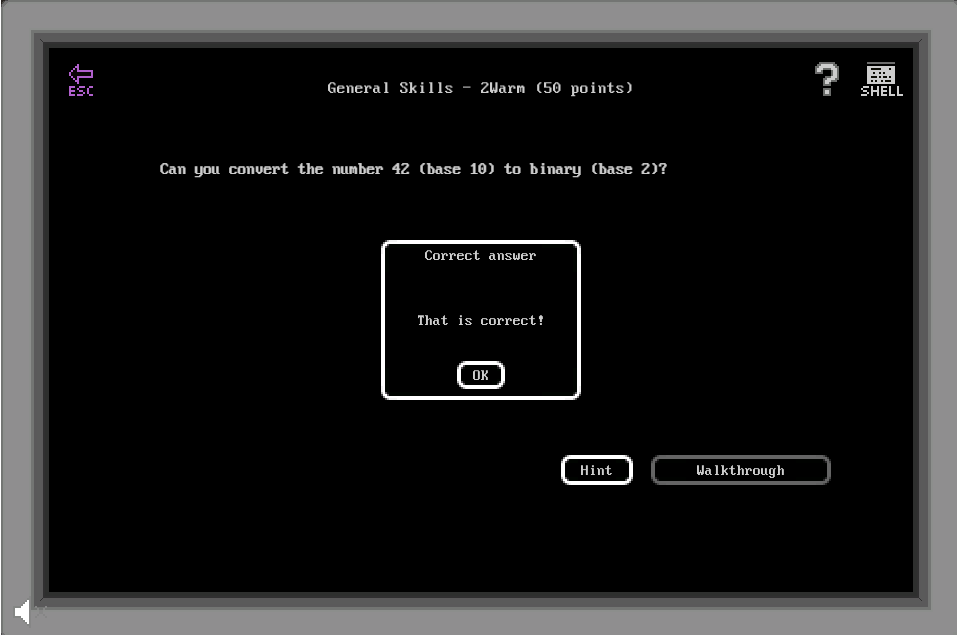 ESC
General Skills - 2Warm (50 points)
?
SHELL
Can you convert the number 42 (base 10) to binary (base 2)?
Correct answer
That is correct!
OK
Hint
Walkthrough